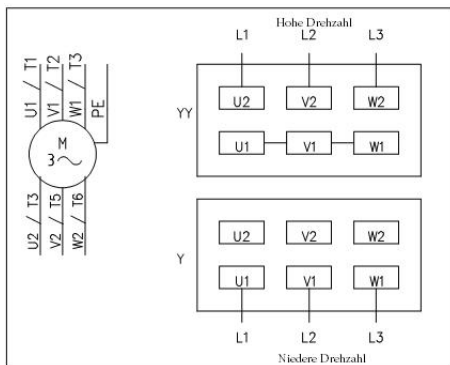 Hohe Drehzahl
L1 L2 L3
U1 / T1
V1 / T2
W1 / T3
PE
M
3 ~
U2 / T3
V2 / T5
W2 / T6
YY
U2 V2 W2
U1 V1 W1
Y
U2 V2 W2
U1 V1 W1
L1 L2 L3
Niedere Drehzahl